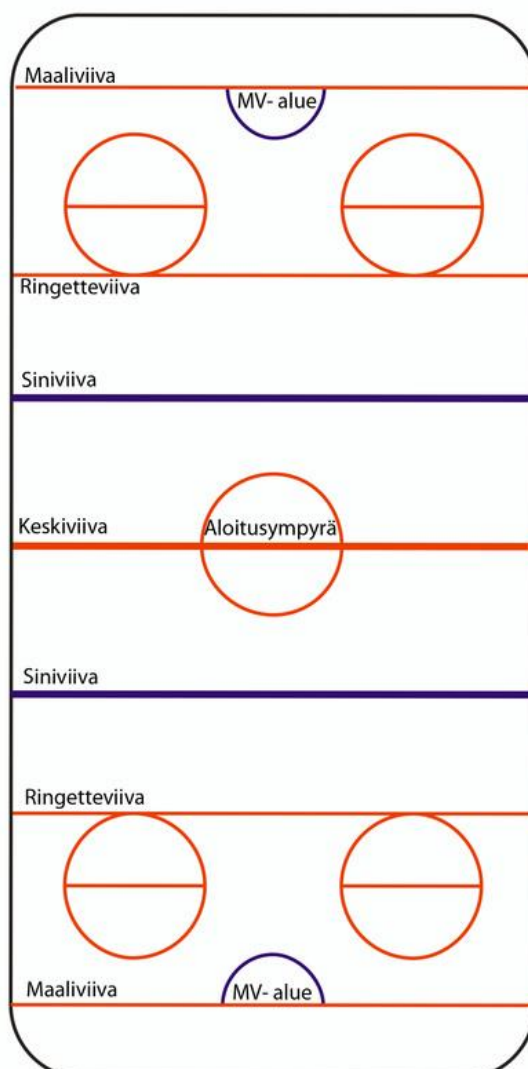 Maaliviiva
MV- alue
Ringetteviiva
Siniviiva
Keskiviiva
Aloitusympyrä
Siniviiva
Ringetteviiva
Maaliviiva
MV- alue